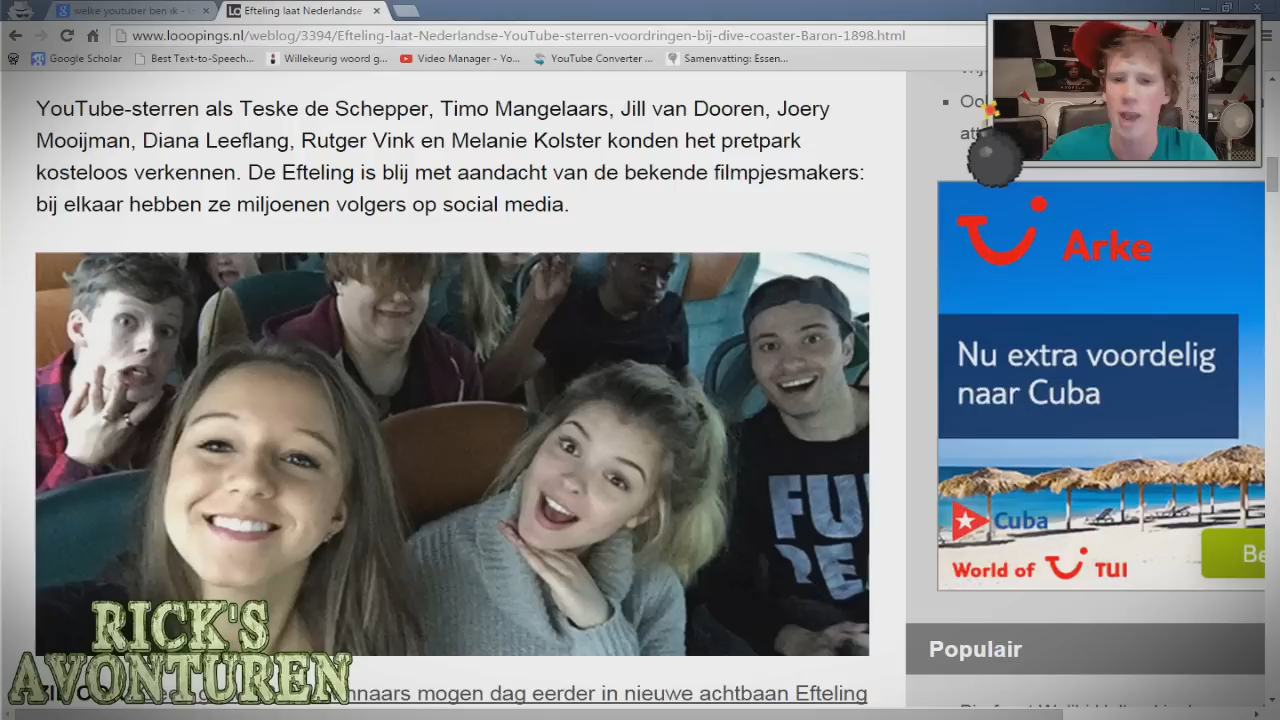 welke youtuber ben ik -
Efteling laat Nederlandse
www.looopings.nl/weblog/3394/Efteling-laat-Nederlandse-YouTube-sterren-voordringen-bij-dive-coaster-Baron-1898.html
Google Scholar
Best Text-to-Speech...
Willekeurig woord g...
Video Manager - Yo...
YouTube Converter ...
Samenvatting: Essen...
YouTube-sterren als Teske de Schepper, Timo Mangelaars, Jill van Dooren, Joery
Mooijman, Diana Leeflang, Rutger Vink en Melanie Kolster konden het pretpark
kosteloos verkennen. De Efteling is blij met aandacht van de bekende filmpjesmakers:
bij elkaar hebben ze miljoenen volgers op social media.
Arke
Nu extra voordelig
naar Cuba
Cuba
World of TUI
Be
FU
RE
RICK'S
AVONTUREN
nnaars mogen dag eerder in nieuwe achtbaan Efteling
Populair